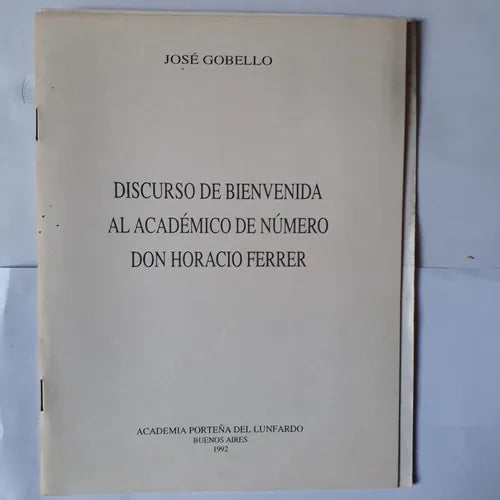 JOSÉ GOBELLO
DISCURSO DE BIENVENIDA
AL ACADÉMICO DE NÚMERO
DON HORACIO FERRER
ACADEMIA PORTEÑA DEL LUNFARDO
BUENOS AIRES
1992